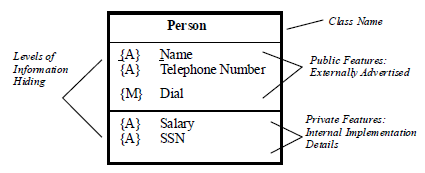 Person
Class Name
Levels of
Information
Hiding
{A} Name
{A} Telephone Number
{M} Dial
Public Features:
Externally Advertised
{A} Salary
{A} SSN
Private Features:
Internal Implementation
Details